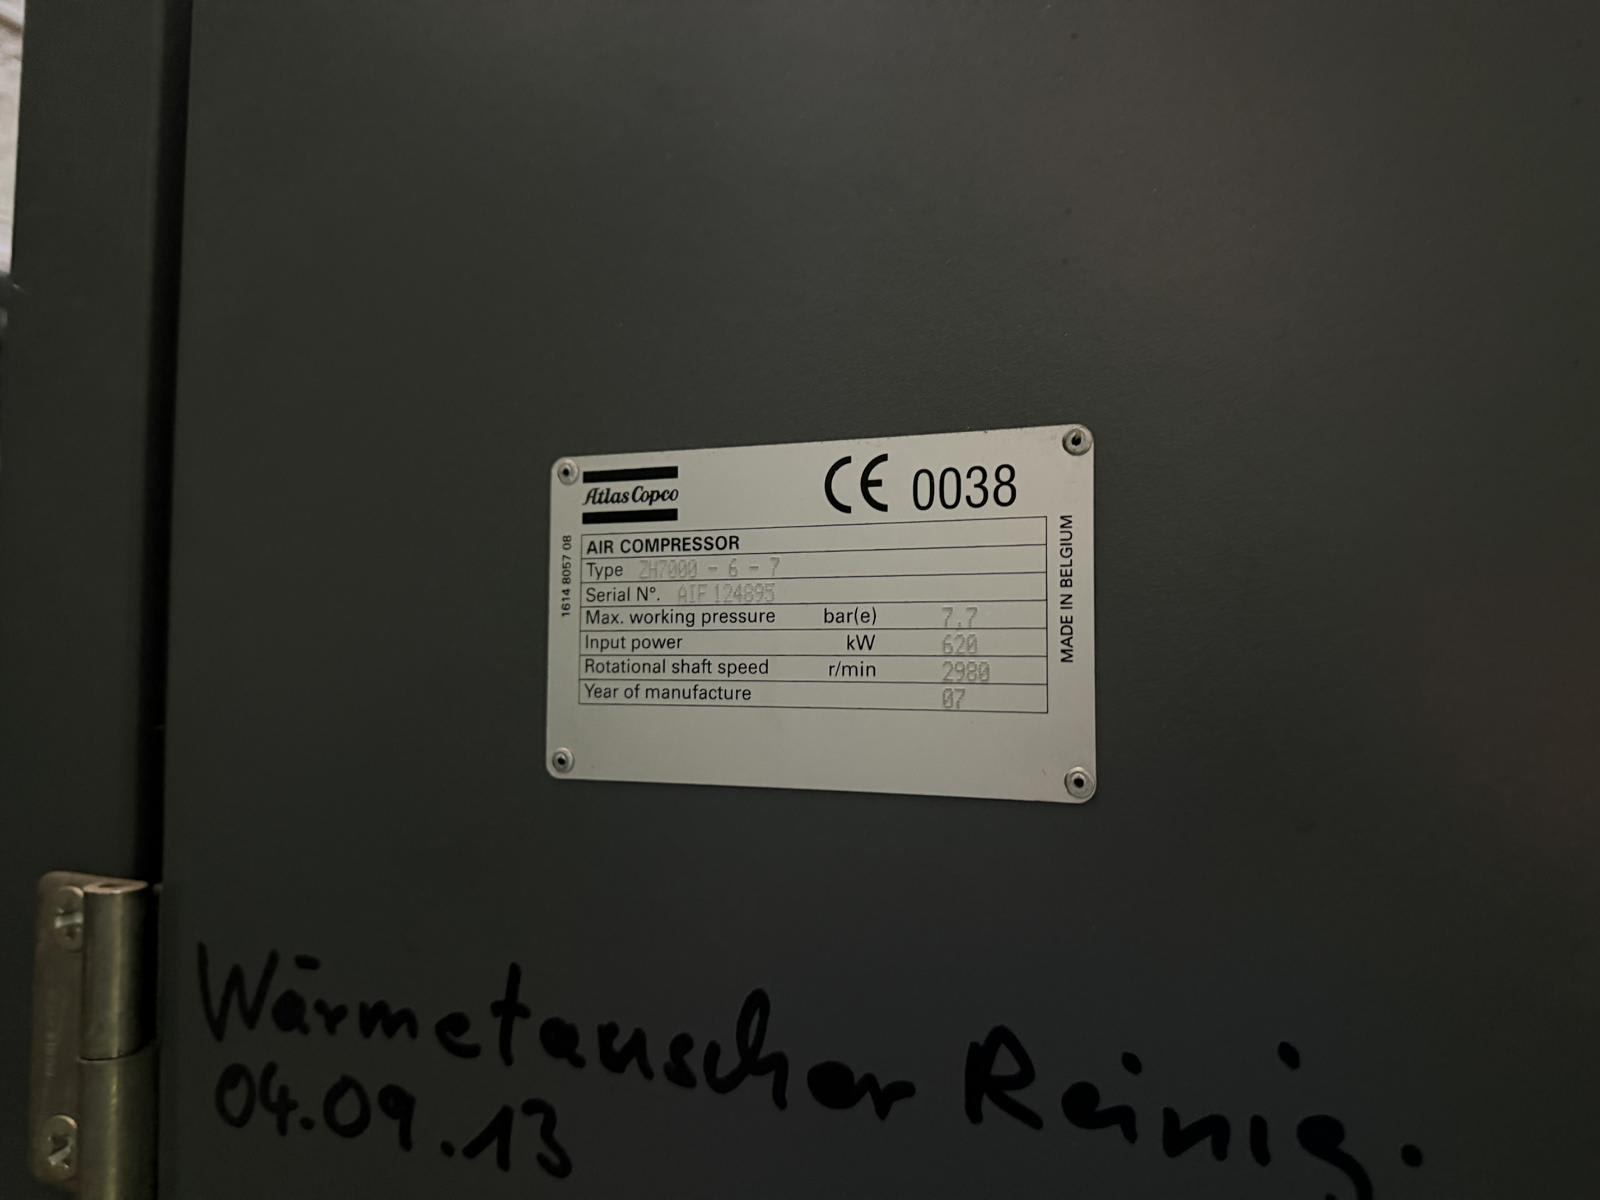 Atlas Copco
CE 0038
1614 8057 08
AIR COMPRESSOR
Type ZH7000 - 6 - 7
Serial N°. AIF 124895
Max. working pressure bar(e) 7.7
Input power kW 620
Rotational shaft speed r/min 2980
Year of manufacture 07
MADE IN BELGIUM
Wärmetauscher Reinig.
04.09.13